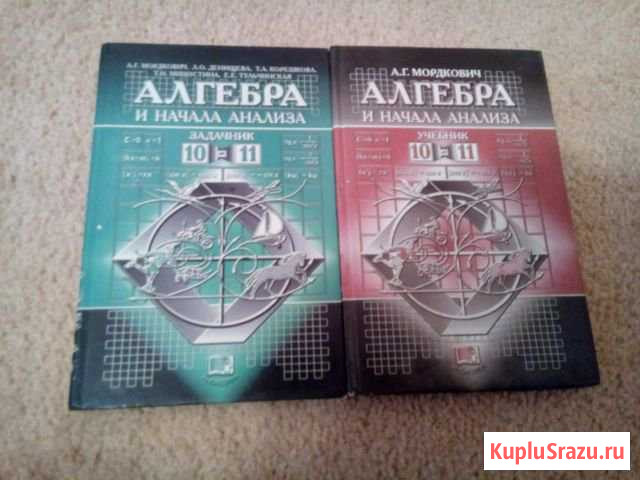 А.Г. МОРДКОВИЧ, Л.О. ДЕНИЩЕВА, Т.А. КОРЕШКОВА,
Т.Н. МИШУСТИНА, Е.Е. ТУЛЬЧИНСКАЯ
АЛГЕБРА
И НАЧАЛА АНАЛИЗА
ЗАДАЧНИК
10 11
А.Г. МОРДКОВИЧ
АЛГЕБРА
И НАЧАЛА АНАЛИЗА
УЧЕБНИК
10 11
KupluSrazu.ru